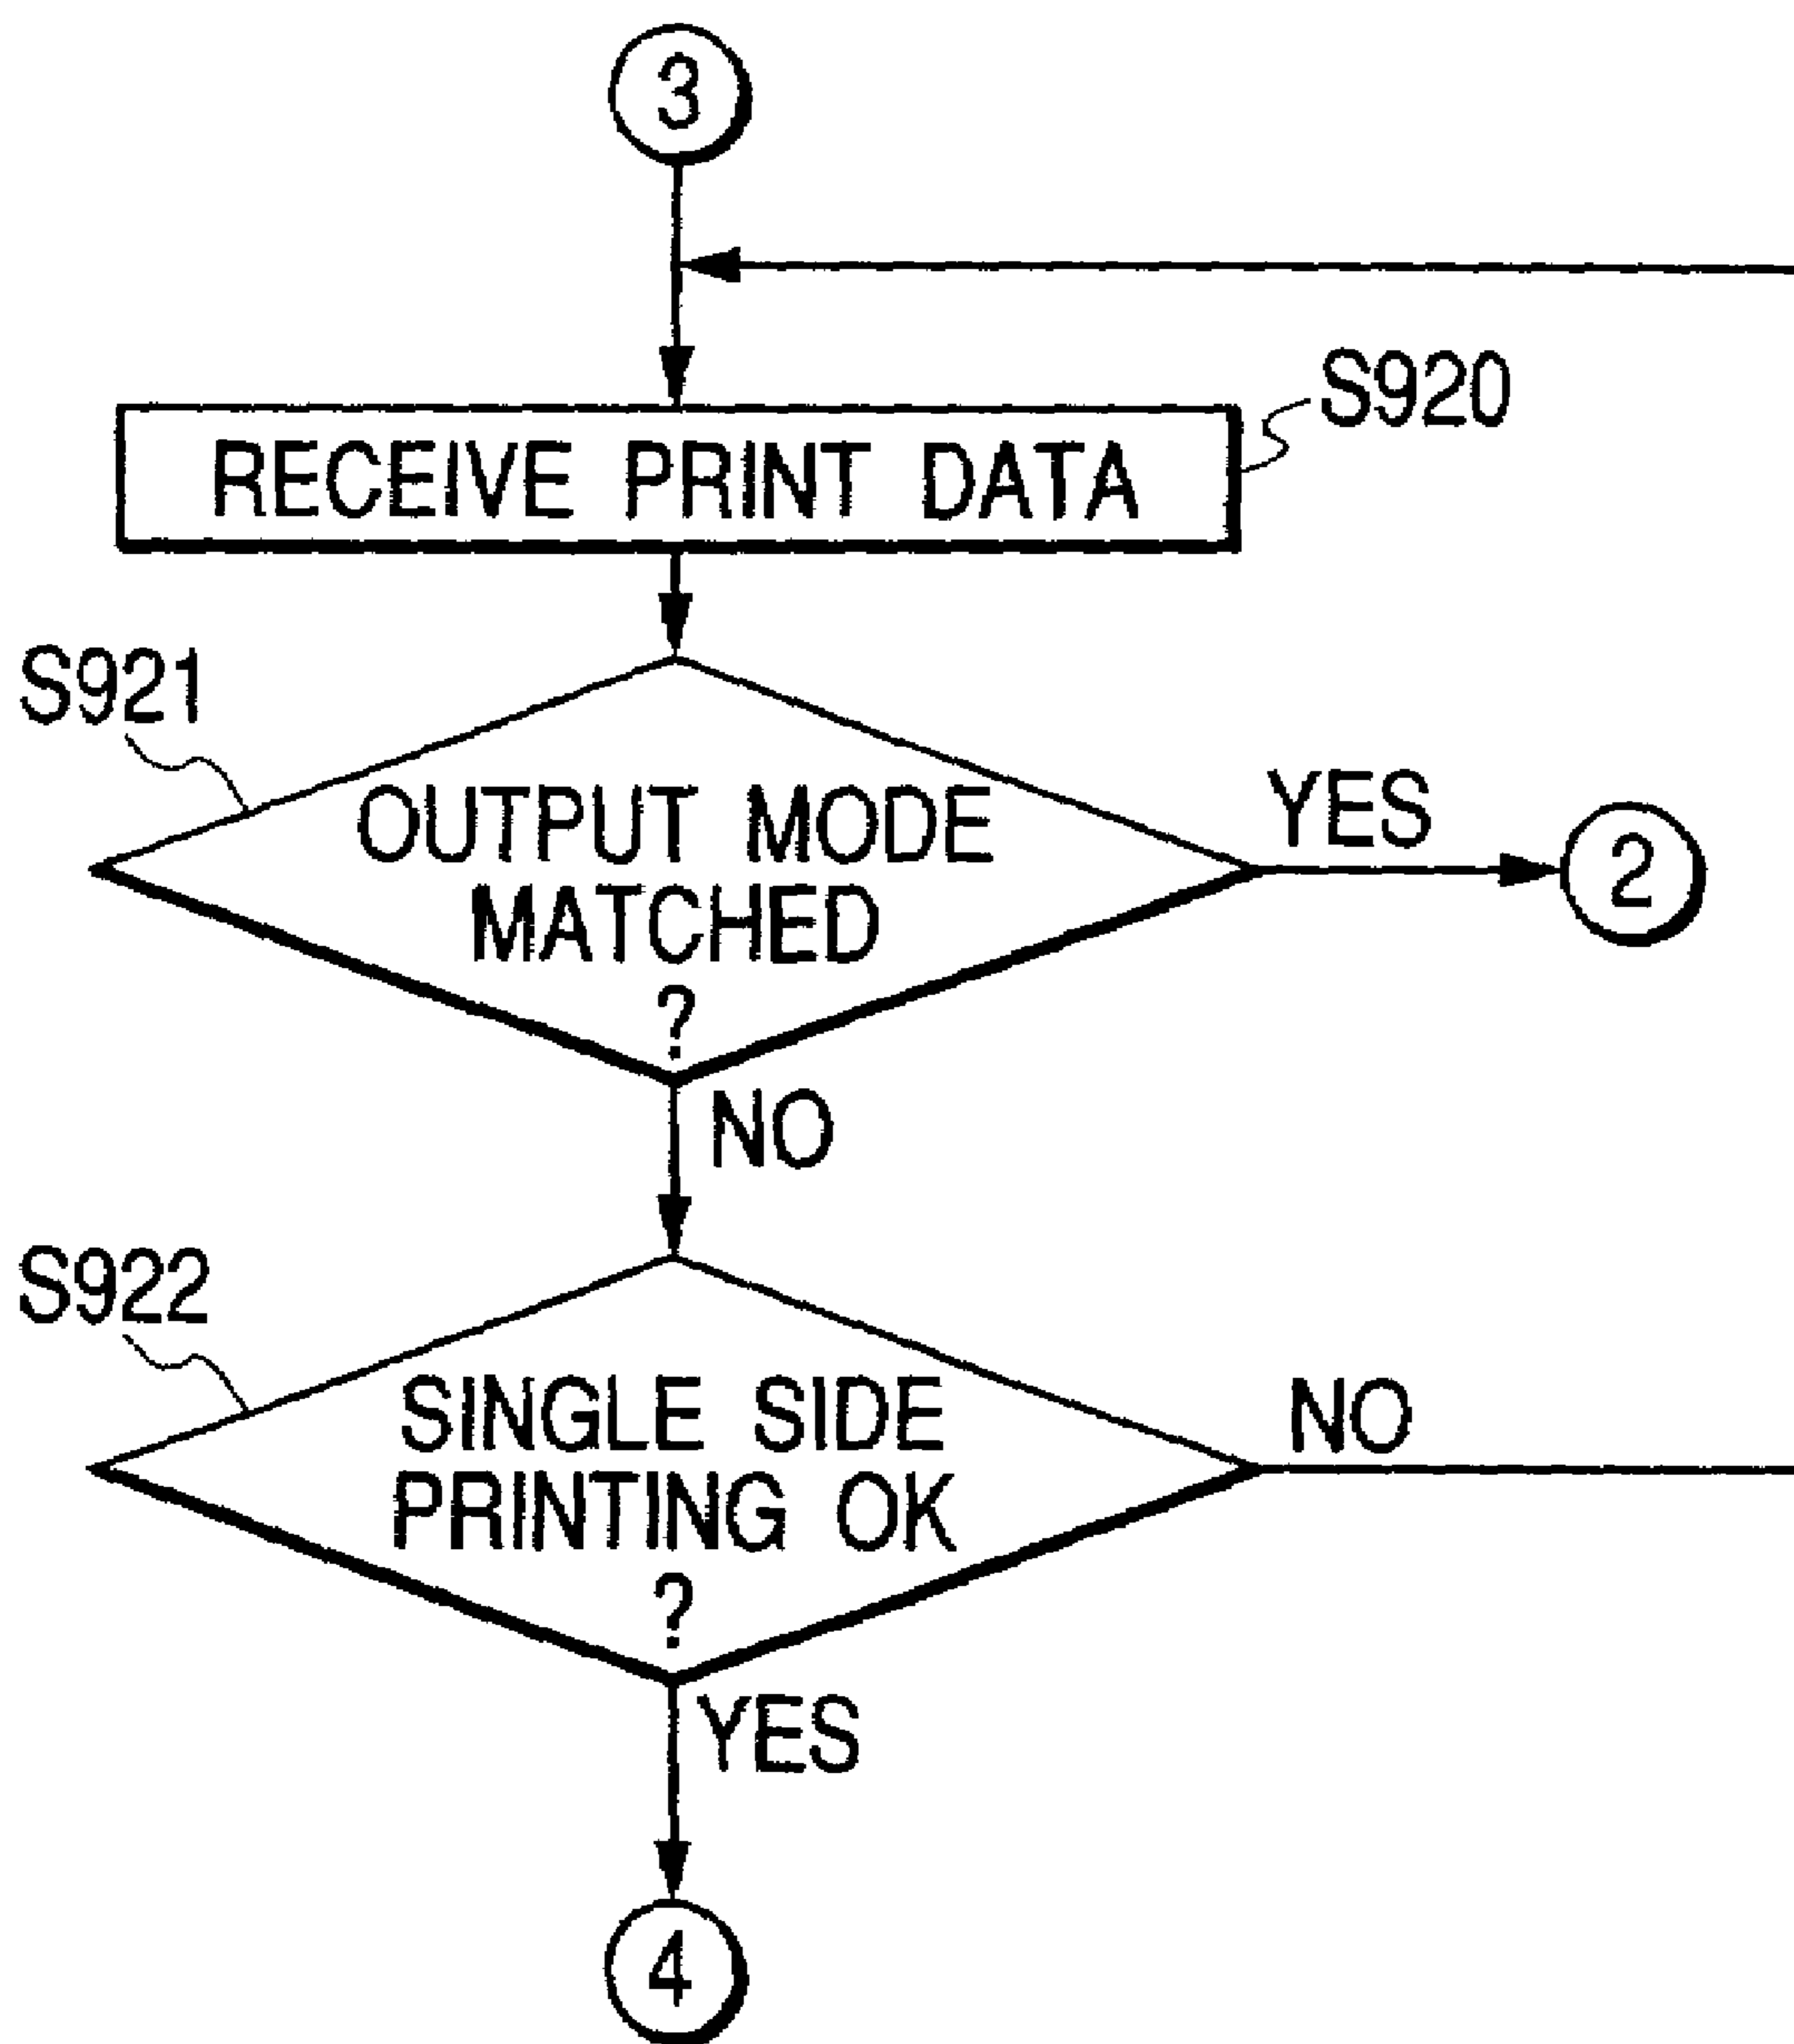 3
S920
RECEIVE PRINT DATA
S921
OUTPUT MODE
MATCHED
?
YES
2
NO
S922
SINGLE SIDE
PRINTING OK
?
NO
YES
4